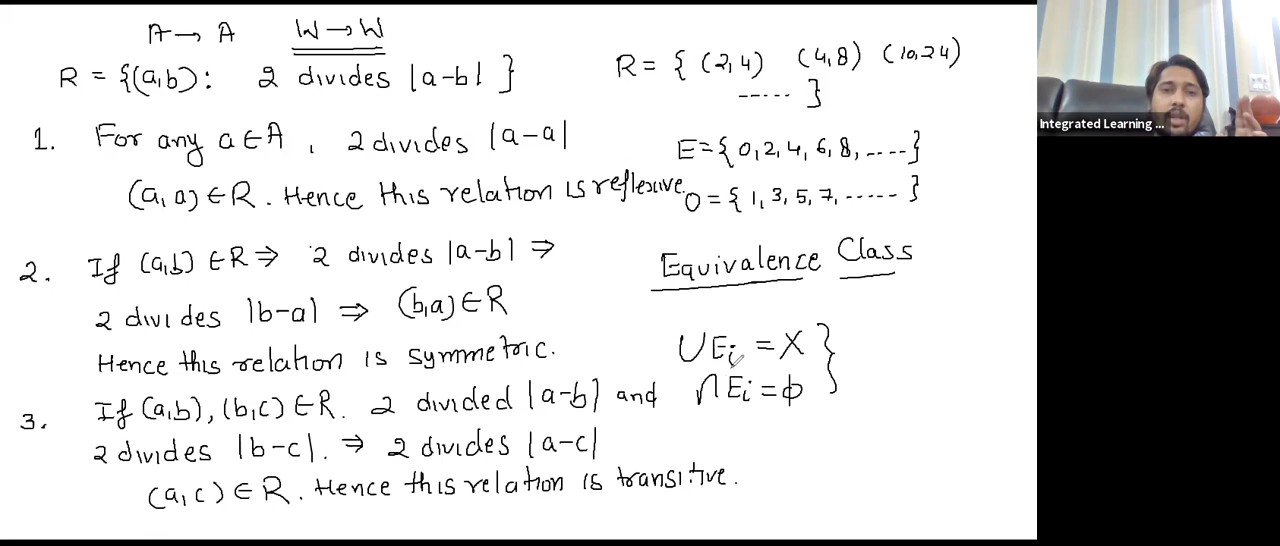 A → A   W → W
R = {(a,b) : 2 divides |a-b| }
1. For any a ∈ A , 2 divides |a-a|
(a,a) ∈ R . Hence this relation is reflexive.
2. If (a,b) ∈ R ⇒ 2 divides |a-b| ⇒
2 divides |b-a| ⇒ (b,a) ∈ R
Hence this relation is symmetric.
3. If (a,b), (b,c) ∈ R. 2 divided |a-b| and
2 divides |b-c|. ⇒ 2 divides |a-c|
(a,c) ∈ R. Hence this relation is transitive.
R = { (2,4) (4,8) (10,24)
----- }
E = { 0, 2, 4, 6, 8, ..... }
O = { 1, 3, 5, 7, ...... }
Equivalence Class
∪Ei = X }
∩Ei = ϕ
Integrated Learning ...